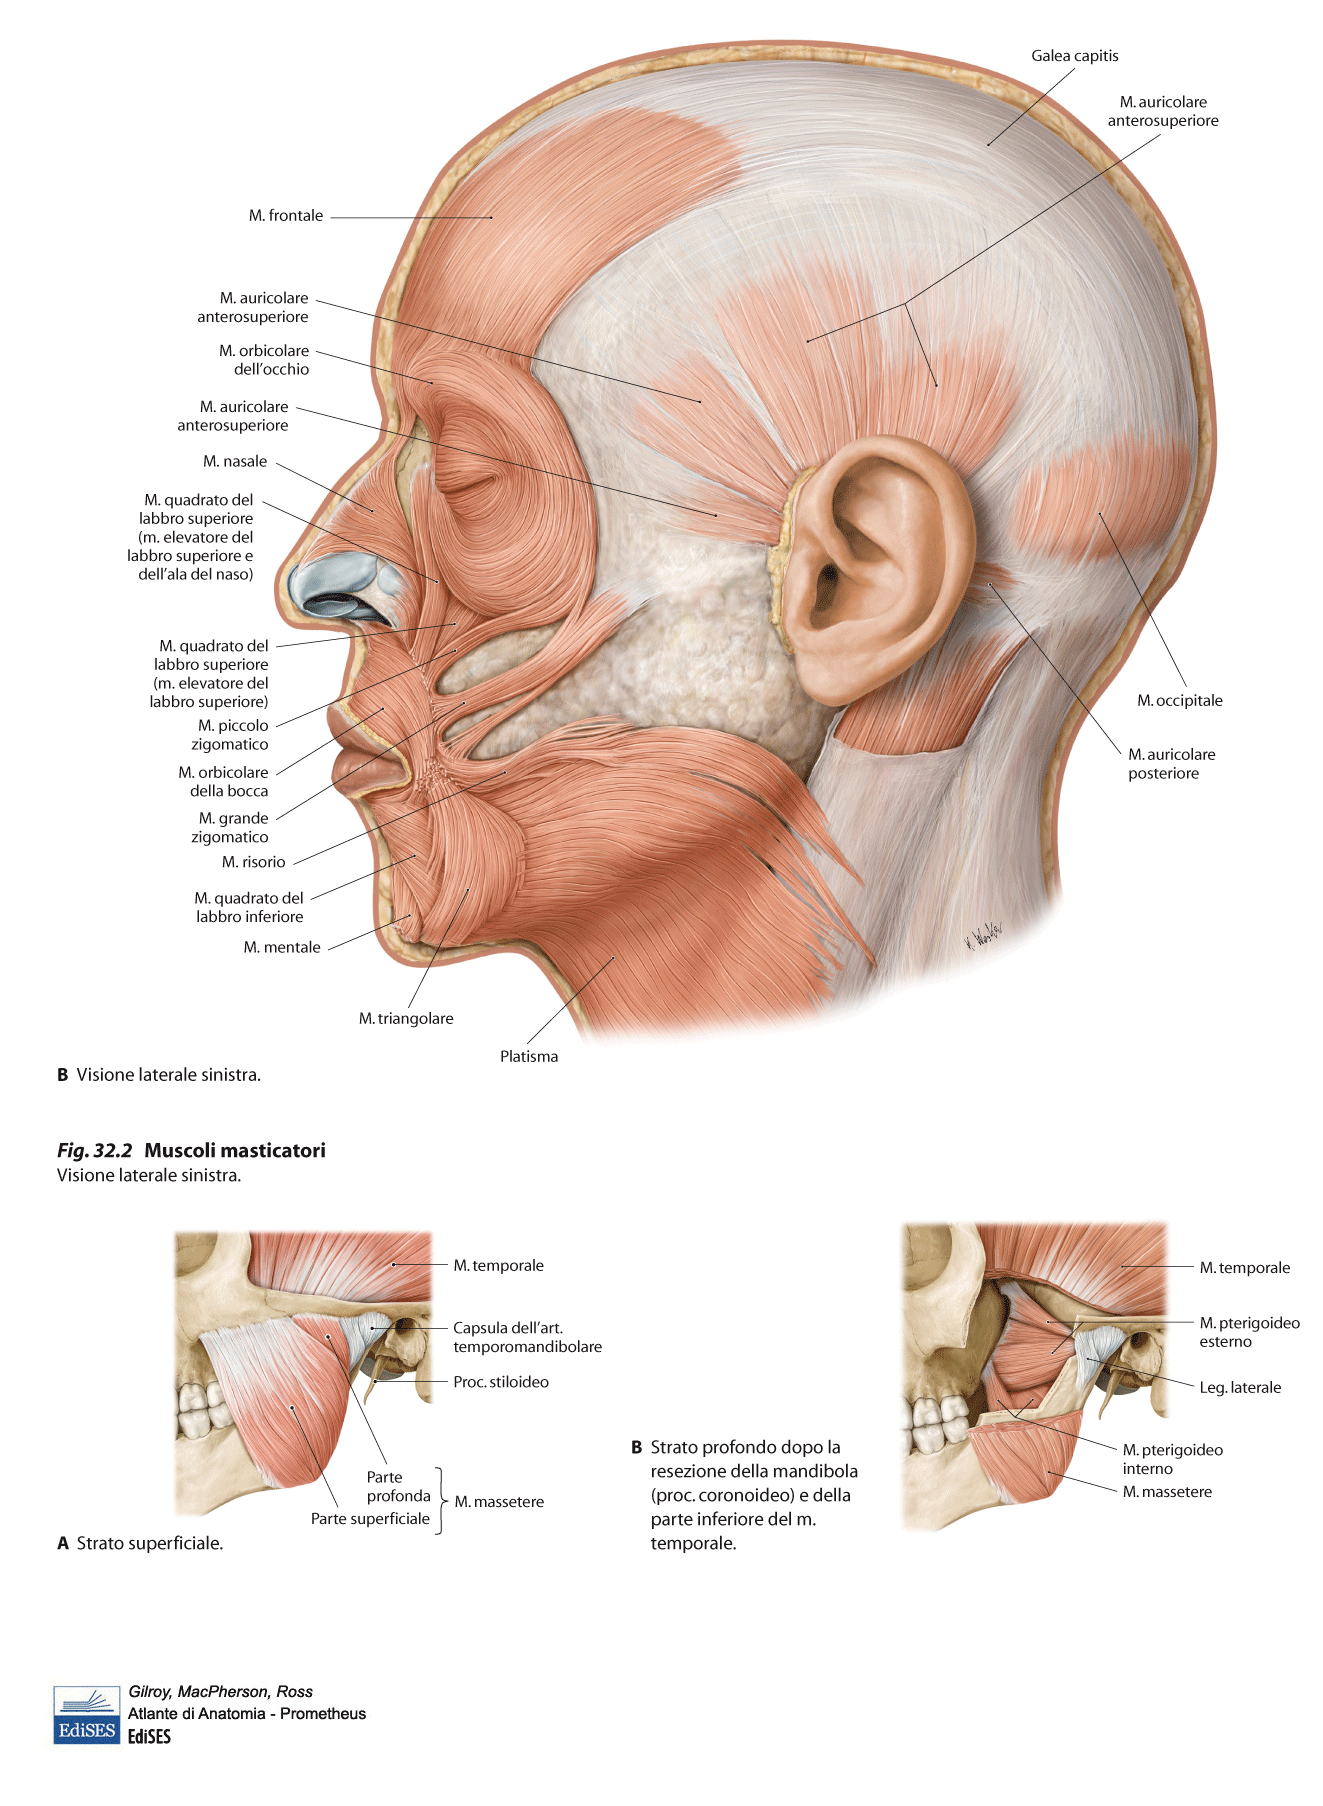 Galea capitis
M. auricolare
anterosuperiore
M. frontale
M. auricolare
anterosuperiore
M. orbicolare
dell'occhio
M. auricolare
anterosuperiore
M. nasale
M. quadrato del
labbro superiore
(m. elevatore del
labbro superiore e
dell'ala del naso)
M. quadrato del
labbro superiore
(m. elevatore del
labbro superiore)
M. piccolo
zigomatico
M. orbicolare
della bocca
M. grande
zigomatico
M. risorio
M. quadrato del
labbro inferiore
M. mentale
M. triangolare
Platisma
M. occipitale
M. auricolare
posteriore
B Visione laterale sinistra.
Fig. 32.2 Muscoli masticatori
Visione laterale sinistra.
M. temporale
Capsula dell'art.
temporomandibolare
Proc. stiloideo
Parte
profonda
Parte superficiale
M. massetere
A Strato superficiale.
B Strato profondo dopo la
resezione della mandibola
(proc. coronoideo) e della
parte inferiore del m.
temporale.
M. temporale
M. pterigoideo
esterno
Leg. laterale
M. pterigoideo
interno
M. massetere
EdiSES
Gilroy, MacPherson, Ross
Atlante di Anatomia - Prometheus
EdiSES